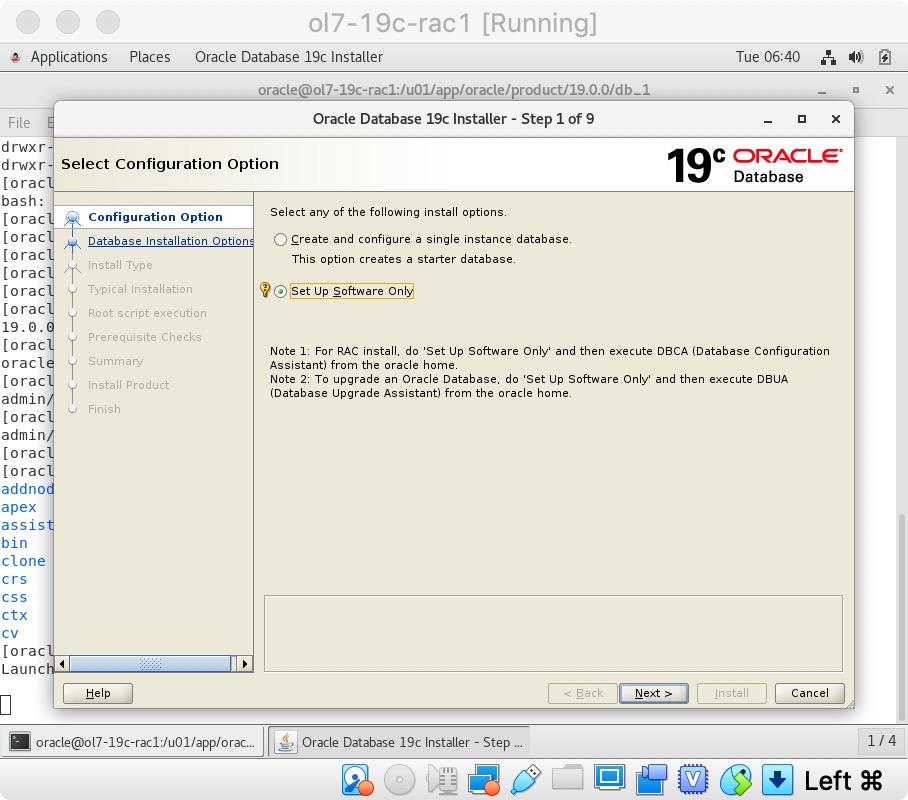 ol7-19c-rac1 [Running]
Applications Places Oracle Database 19c Installer Tue 06:40
oracle@ol7-19c-rac1:/u01/app/oracle/product/19.0.0/db_1
File E
Oracle Database 19c Installer - Step 1 of 9
Select Configuration Option
19c ORACLE
Database
drwxr-
drwxr-
[oracl
bash:
[oracl
[oracl
[oracl
[oracl
[oracl
[oracl
19.0.0
[oracl
oracle
[oracl
admin/
[oracl
admin/
[oracl
[oracl
addnod
apex
assist
bin
clone
crs
css
ctx
cv
[oracl
Launch
Configuration Option
Database Installation Options
Install Type
Typical Installation
Root script execution
Prerequisite Checks
Summary
Install Product
Finish
Select any of the following install options.
Create and configure a single instance database.
This option creates a starter database.
Set Up Software Only
Note 1: For RAC install, do 'Set Up Software Only' and then execute DBCA (Database Configuration
Assistant) from the oracle home.
Note 2: To upgrade an Oracle Database, do 'Set Up Software Only' and then execute DBUA
(Database Upgrade Assistant) from the oracle home.
Help < Back Next > Install Cancel
oracle@ol7-19c-rac1:/u01/app/orac... Oracle Database 19c Installer - Step ... 1 / 4
Left ⌘